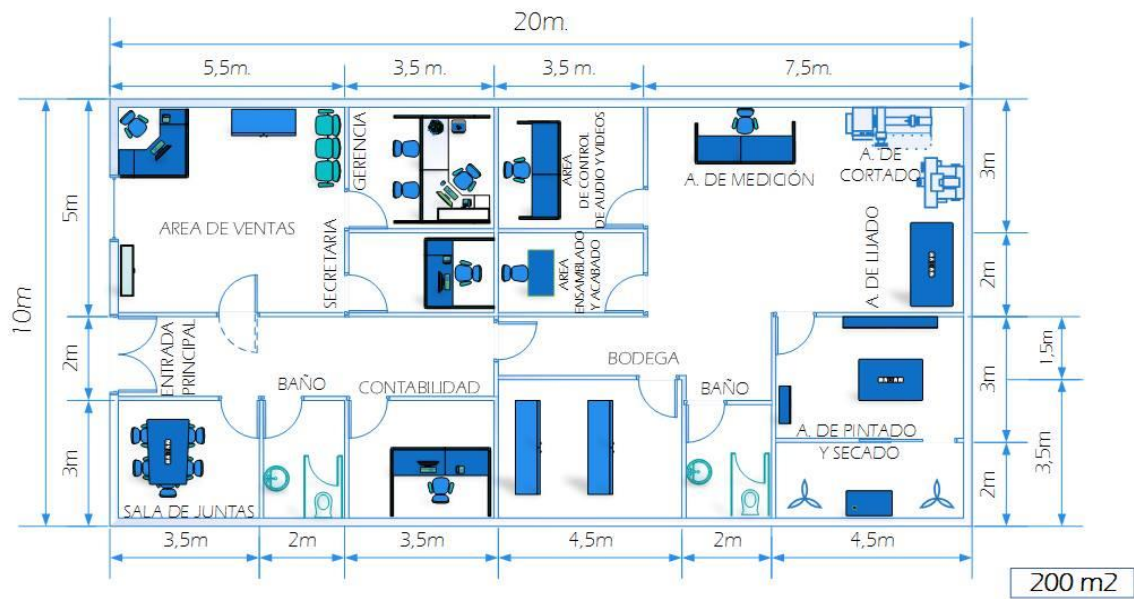 20m.
5,5m.
3,5 m.
3,5 m.
7,5m.
10m
5m
2m
3m
GERENCIA
AREA
DE CONTROL
DE AUDIO Y VIDEOS
A. DE MEDICIÓN
A. DE
CORTADO
3m
AREA DE VENTAS
SECRETARIA
AREA
ENSAMBLADO
Y ACABADO
A. DE LIJADO
2m
ENTRADA
PRINCIPAL
BAÑO
CONTABILIDAD
BODEGA
BAÑO
3m
1,5m
A. DE PINTADO
Y SECADO
3,5m
2m
SALA DE JUNTAS
3,5m
2m
3,5m
4,5m
2m
4,5m
200 m2